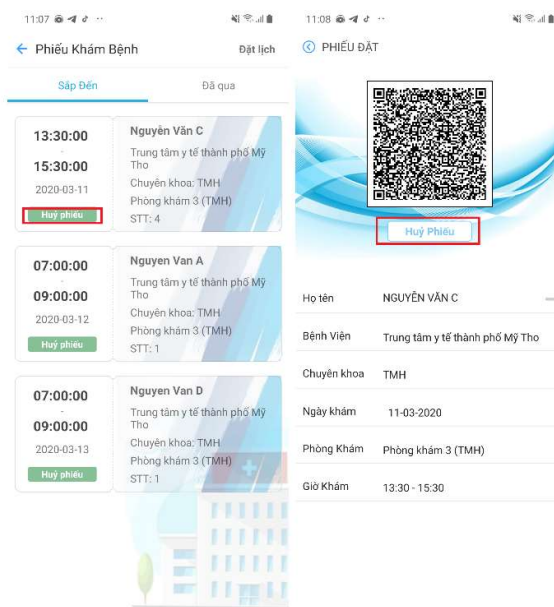 11:07
Phiếu Khám Bệnh
Đặt lịch
Sắp Đến
Đã qua
13:30:00
-
15:30:00
2020-03-11
Huỷ phiếu
Nguyễn Văn C
Trung tâm y tế thành phố Mỹ
Tho
Chuyên khoa: TMH
Phòng khám 3 (TMH)
STT: 4
07:00:00
-
09:00:00
2020-03-12
Huỷ phiếu
Nguyen Van A
Trung tâm y tế thành phố Mỹ
Tho
Chuyên khoa: TMH
Phòng khám 3 (TMH)
STT: 1
07:00:00
-
09:00:00
2020-03-13
Huỷ phiếu
Nguyen Van D
Trung tâm y tế thành phố Mỹ
Tho
Chuyên khoa: TMH
Phòng khám 3 (TMH)
STT: 1
11:08
PHIẾU ĐẶT
Huỷ Phiếu
Họ tên NGUYỄN VĂN C
Bệnh Viện Trung tâm y tế thành phố Mỹ Tho
Chuyên khoa TMH
Ngày khám 11-03-2020
Phòng Khám Phòng khám 3 (TMH)
Giờ Khám 13:30 - 15:30